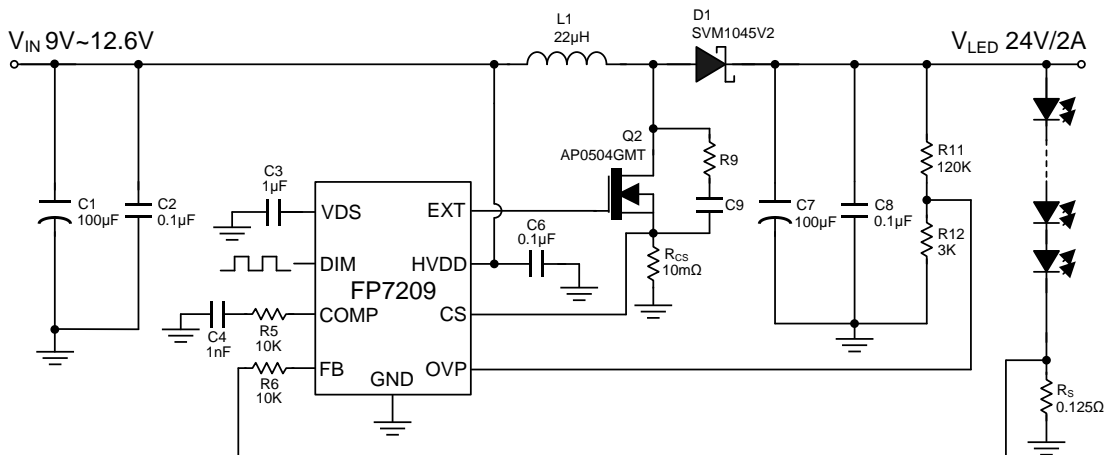 L1
22μH
D1
SVM1045V2
VIN 9V~12.6V
VLED 24V/2A
Q2
AP0504GMT
R9
C9
R11
120K
R12
3K
C3
1μF
C1
100μF
C2
0.1μF
VDS
EXT
C6
0.1μF
C7
100μF
C8
0.1μF
DIM
HVDD
RCS
10mΩ
FP7209
C4
1nF
R5
10K
COMP
CS
R6
10K
FB
GND
OVP
RS
0.125Ω